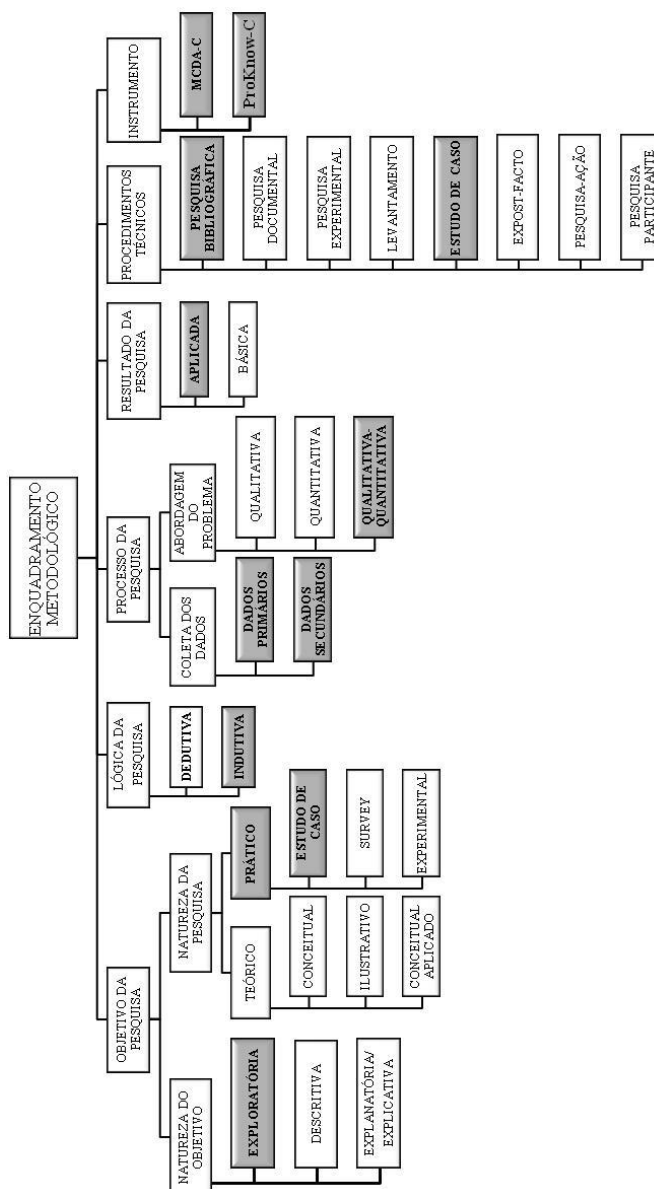 ENQUADRAMENTO
METODOLÓGICO
OBJETIVO DA
PESQUISA
NATUREZA DO
OBJETIVO
EXPLORATÓRIA
DESCRITIVA
EXPLANATÓRIA/
EXPLICATIVA
NATUREZA DA
PESQUISA
TEÓRICO
CONCEITUAL
ILUSTRATIVO
CONCEITUAL
APLICADO
PRÁTICO
ESTUDO DE
CASO
SURVEY
EXPERIMENTAL
LÓGICA DA
PESQUISA
DEDUTIVA
INDUTIVA
PROCESSO DA
PESQUISA
COLETA DOS
DADOS
DADOS
PRIMÁRIOS
DADOS
SECUNDÁRIOS
ABORDAGEM
DO
PROBLEMA
QUALITATIVA
QUANTITATIVA
QUALITATIVA-
QUANTITATIVA
RESULTADO DA
PESQUISA
APLICADA
BÁSICA
PROCEDIMENTOS
TÉCNICOS
PESQUISA
BIBLIOGRÁFICA
PESQUISA
DOCUMENTAL
PESQUISA
EXPERIMENTAL
LEVANTAMENTO
ESTUDO DE CASO
EXPOST-FACTO
PESQUISA-AÇÃO
PESQUISA
PARTICIPANTE
INSTRUMENTO
MCDA-C
ProKnow-C